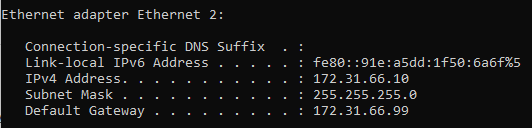 Ethernet adapter Ethernet 2:
Connection-specific DNS Suffix  . :
Link-local IPv6 Address . . . . . : fe80::91e:a5dd:1f50:6a6f%5
IPv4 Address. . . . . . . . . . . : 172.31.66.10
Subnet Mask . . . . . . . . . . . : 255.255.255.0
Default Gateway . . . . . . . . . : 172.31.66.99